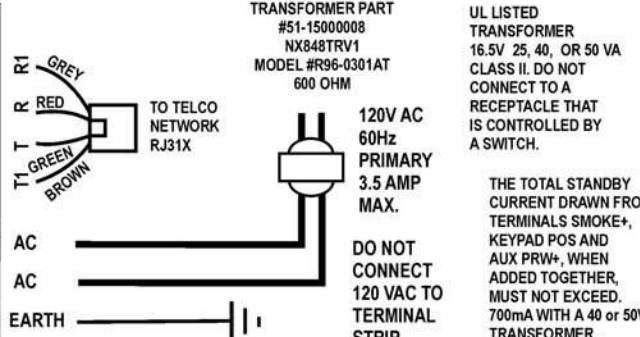 TRANSFORMER PART
#51-15000008
NX848TRV1
MODEL #R96-0301AT
600 OHM
UL LISTED
TRANSFORMER
16.5V 25, 40, OR 50 VA
CLASS II. DO NOT
CONNECT TO A
RECEPTACLE THAT
IS CONTROLLED BY
A SWITCH.
R1
GREY
R
RED
T
GREEN
T1
BROWN
TO TELCO
NETWORK
RJ31X
120V AC
60Hz
PRIMARY
3.5 AMP
MAX.
THE TOTAL STANDBY
CURRENT DRAWN FRO
TERMINALS SMOKE+,
KEYPAD POS AND
AUX PRW+, WHEN
ADDED TOGETHER,
MUST NOT EXCEED.
700mA WITH A 40 or 50V
TRANSFORMER
AC
AC
EARTH
DO NOT
CONNECT
120 VAC TO
TERMINAL
STRIP